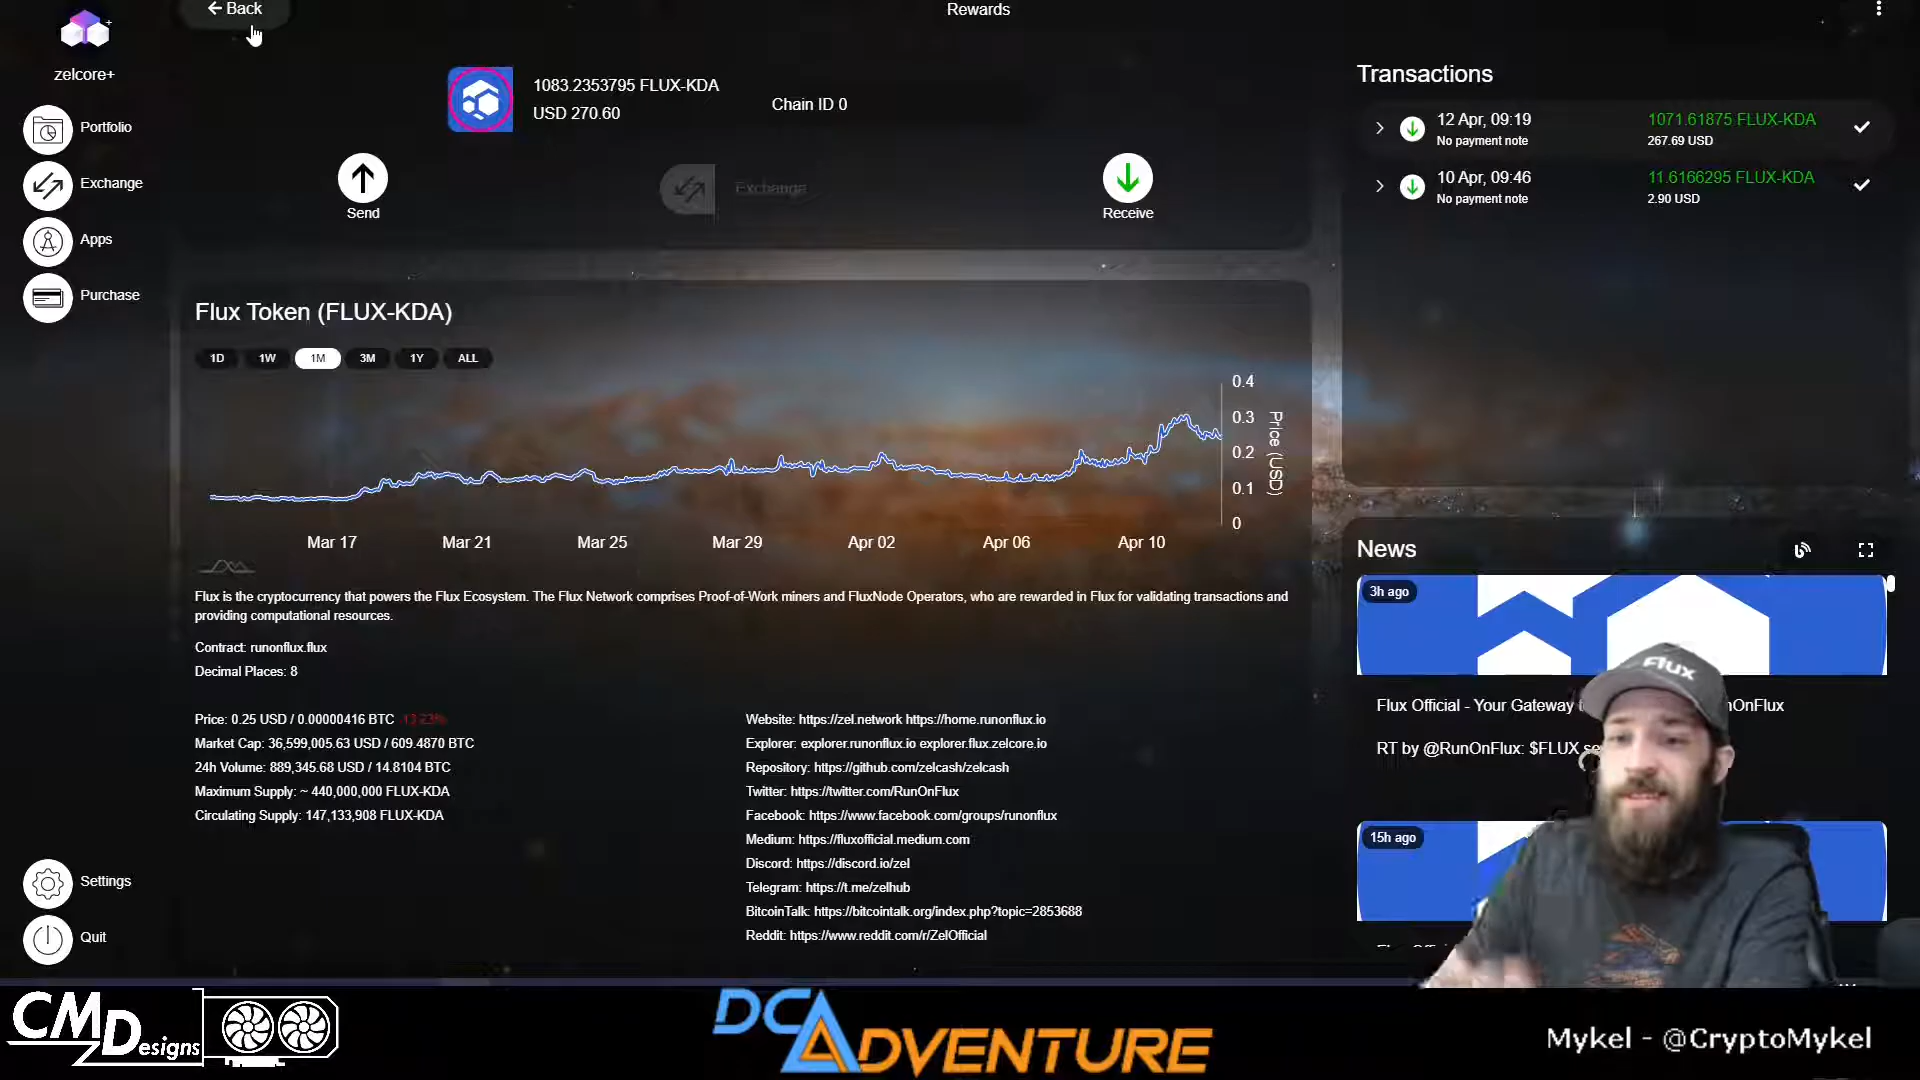 Back
Rewards
zelcore+
Portfolio
Exchange
Apps
Purchase
Settings
Quit
1083.2353795 FLUX-KDA
USD 270.60
Chain ID 0
Send
Exchange
Receive
Flux Token (FLUX-KDA)
1D 1W 1M 3M 1Y ALL
0.4
0.3
0.2
0.1
0
Price (USD)
Mar 17 Mar 21 Mar 25 Mar 29 Apr 02 Apr 06 Apr 10
Flux is the cryptocurrency that powers the Flux Ecosystem. The Flux Network comprises Proof-of-Work miners and FluxNode Operators, who are rewarded in Flux for validating transactions and
providing computational resources.
Contract: runonflux.flux
Decimal Places: 8
Price: 0.25 USD / 0.00000416 BTC -13.23%
Market Cap: 36,599,005.63 USD / 609.4870 BTC
24h Volume: 889,345.68 USD / 14.8104 BTC
Maximum Supply: ~ 440,000,000 FLUX-KDA
Circulating Supply: 147,133,908 FLUX-KDA
Website: https://zel.network https://home.runonflux.io
Explorer: explorer.runonflux.io explorer.flux.zelcore.io
Repository: https://github.com/zelcash/zelcash
Twitter: https://twitter.com/RunOnFlux
Facebook: https://www.facebook.com/groups/runonflux
Medium: https://fluxofficial.medium.com
Discord: https://discord.io/zel
Telegram: https://t.me/zelhub
BitcoinTalk: https://bitcointalk.org/index.php?topic=2853688
Reddit: https://www.reddit.com/r/ZelOfficial
Transactions
12 Apr, 09:19 1071.61875 FLUX-KDA
No payment note 267.69 USD
10 Apr, 09:46 11.6166295 FLUX-KDA
No payment note 2.90 USD
News
3h ago
Flux Official - Your Gateway nOnFlux
RT by @RunOnFlux: $FLUX
15h ago
Flux
CMDesigns
DCADVENTURE
Mykel - @CryptoMykel